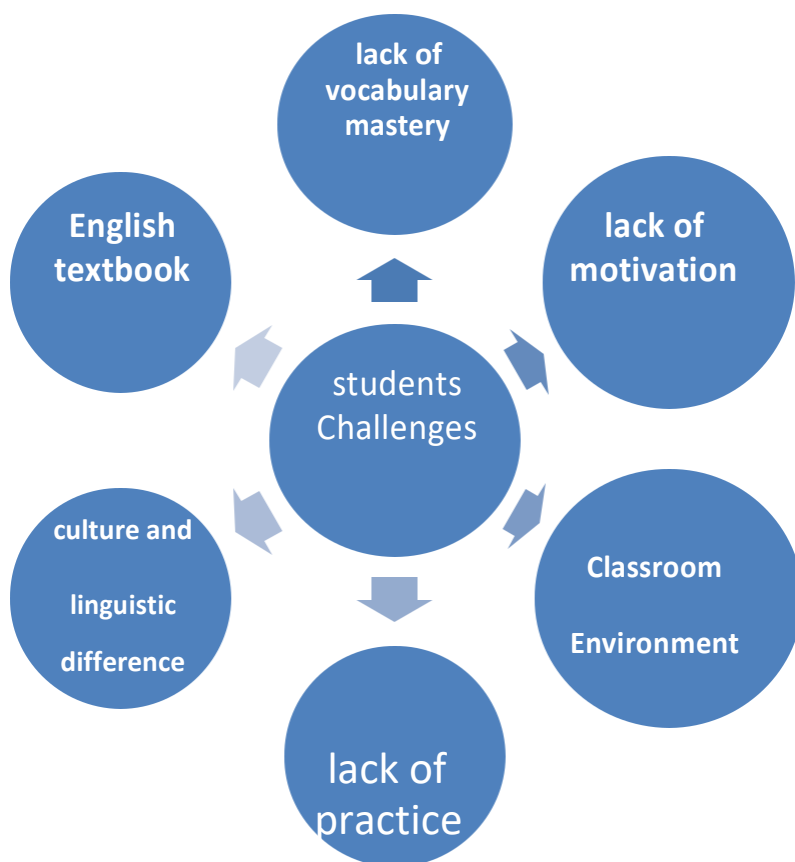 lack of
vocabulary
mastery
English
textbook
lack of
motivation
students
Challenges
culture and
linguistic
difference
Classroom
Environment
lack of
practice